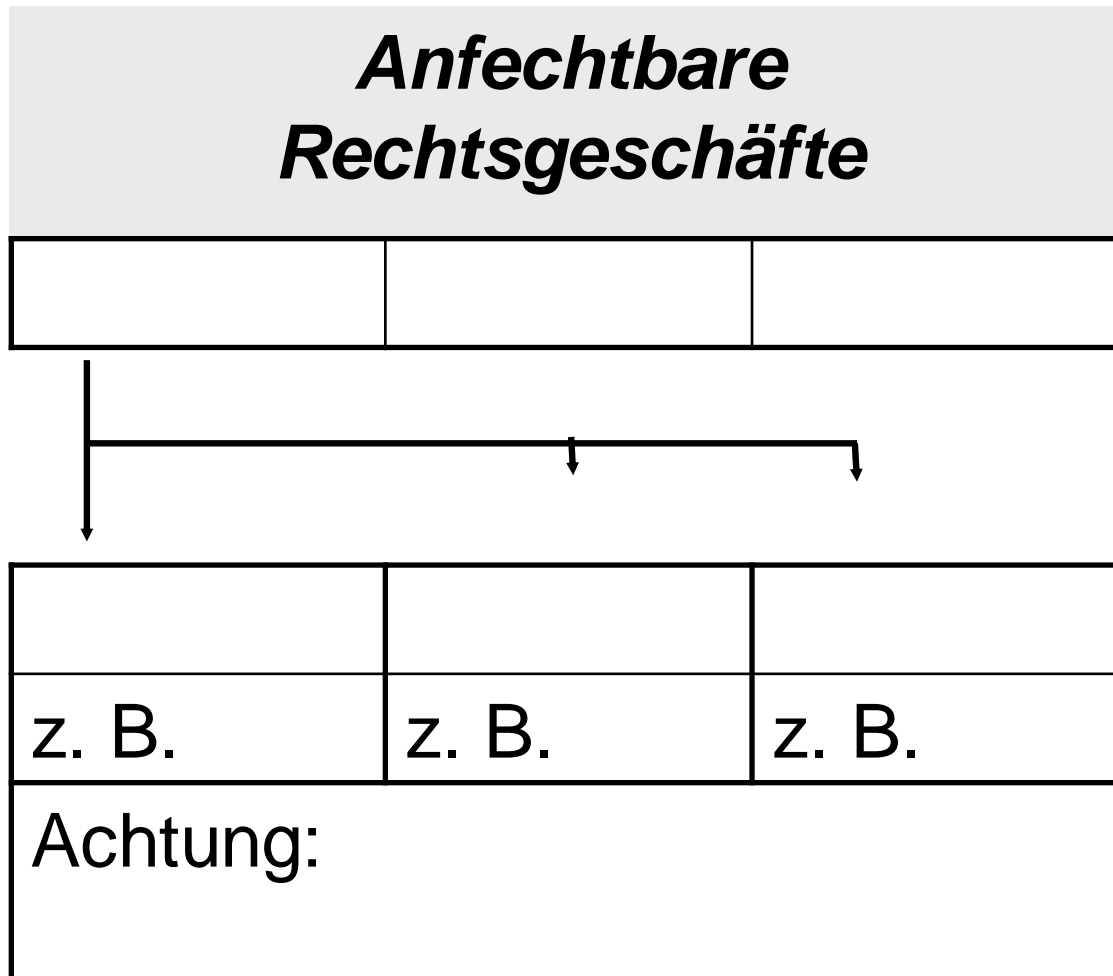 Anfechtbare
Rechtsgeschäfte
z. B. z. B. z. B.
Achtung: